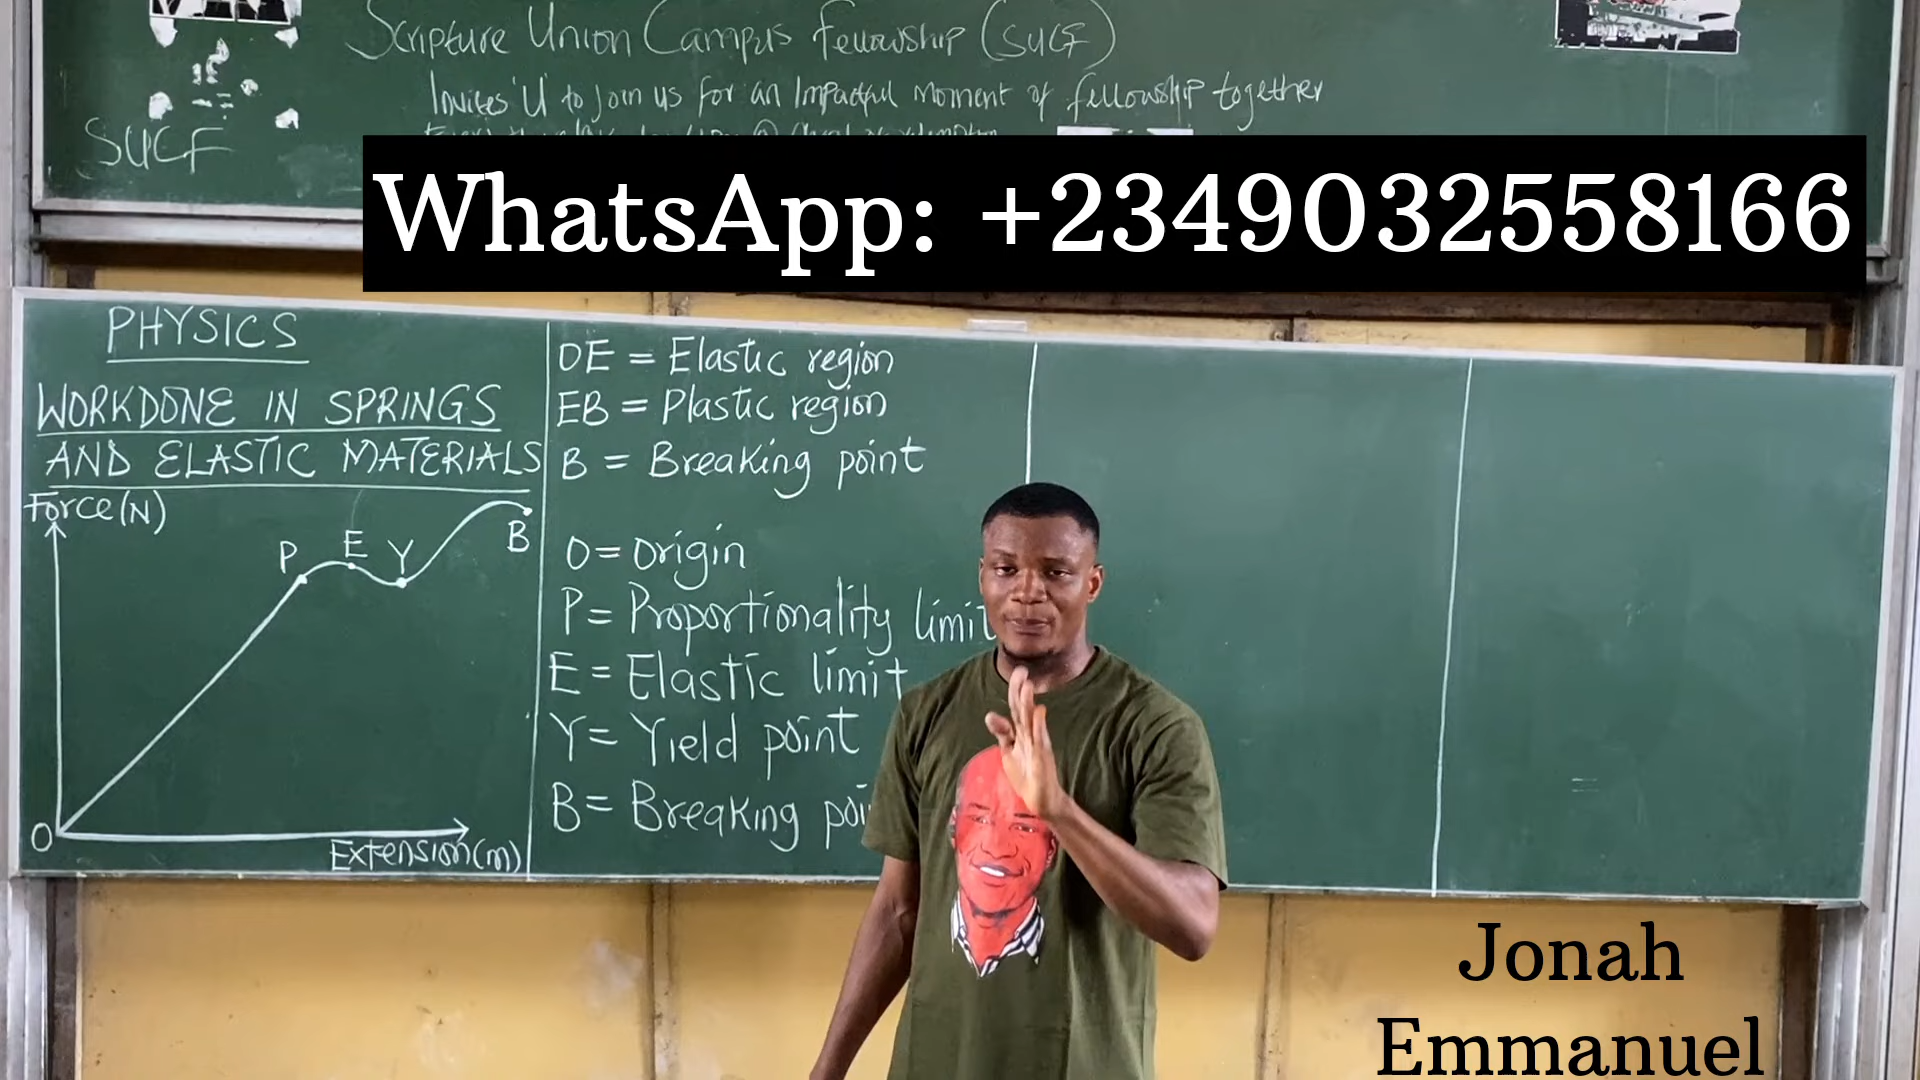 Scripture Union Campus Fellowship (SUCF)
Invites 'U' to join us for an Impactful Moment of fellowship together
SUCF
WhatsApp: +2349032558166
PHYSICS
WORKDONE IN SPRINGS
AND ELASTIC MATERIALS
Force(N)
P
E
Y
B
O
Extension(m)
OE = Elastic region
EB = Plastic region
B = Breaking point
O = Origin
P = Proportionality limit
E = Elastic limit
Y = Yield point
B = Breaking poi
Jonah
Emmanuel